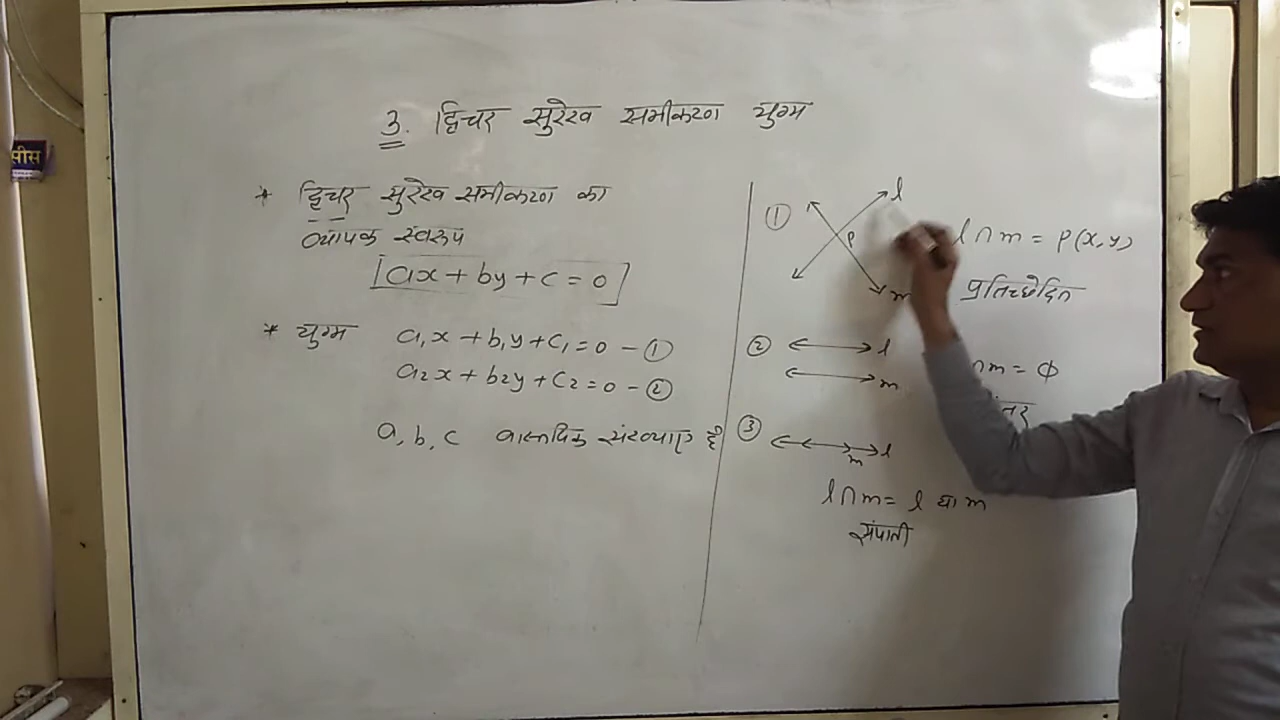 3. द्विचर सुरेख समीकरण युग्म
* द्विचर सुरेख समीकरण का
व्यापक स्वरूप
[ax + by + c = 0]
* युग्म a₁x + b₁y + c₁ = 0 - ①
a₂x + b₂y + c₂ = 0 - ②
a, b, c वास्तविक संख्याए है
① l P m
l ∩ m = P(x, y)
प्रतिच्छेदित
② l m
∩ m = ϕ
③ l m
l ∩ m = l या m
संपाती
सीस